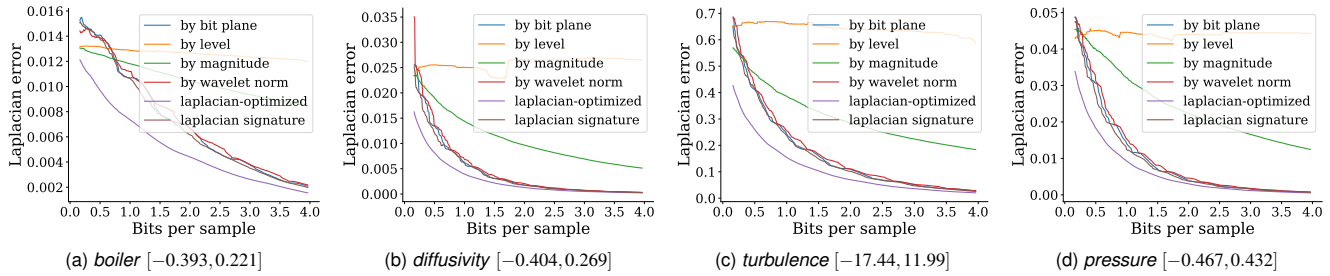 Laplacian error
0.016
0.014
0.012
0.010
0.008
0.006
0.004
0.002
0.0 0.5 1.0 1.5 2.0 2.5 3.0 3.5 4.0
Bits per sample
by bit plane
by level
by magnitude
by wavelet norm
laplacian-optimized
laplacian signature
(a) boiler [−0.393,0.221]
Laplacian error
0.035
0.030
0.025
0.020
0.015
0.010
0.005
0.000
0.0 0.5 1.0 1.5 2.0 2.5 3.0 3.5 4.0
Bits per sample
by bit plane
by level
by magnitude
by wavelet norm
laplacian-optimized
laplacian signature
(b) diffusivity [−0.404,0.269]
Laplacian error
0.7
0.6
0.5
0.4
0.3
0.2
0.1
0.0
0.0 0.5 1.0 1.5 2.0 2.5 3.0 3.5 4.0
Bits per sample
by bit plane
by level
by magnitude
by wavelet norm
laplacian-optimized
laplacian signature
(c) turbulence [−17.44,11.99]
Laplacian error
0.05
0.04
0.03
0.02
0.01
0.00
0.0 0.5 1.0 1.5 2.0 2.5 3.0 3.5 4.0
Bits per sample
by bit plane
by level
by magnitude
by wavelet norm
laplacian-optimized
laplacian signature
(d) pressure [−0.467,0.432]